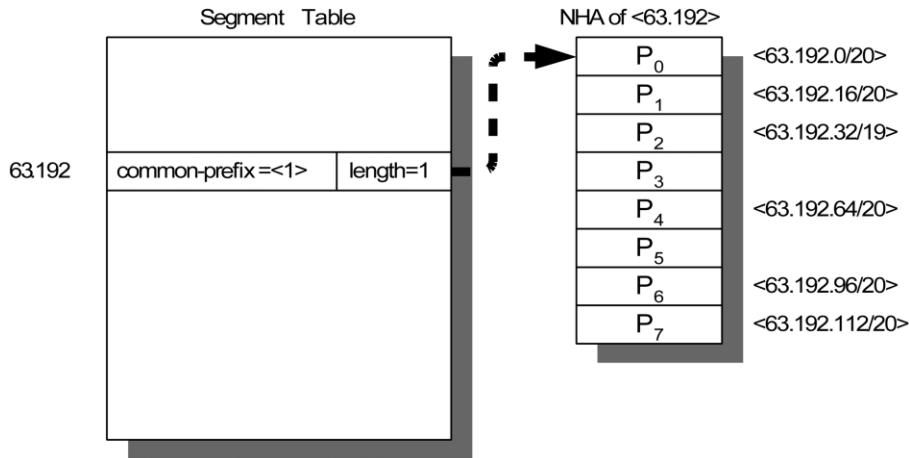 Segment Table
NHA of <63.192>
P0 <63.192.0/20>
P1 <63.192.16/20>
P2 <63.192.32/19>
63.192 common-prefix =<1> length=1
P3
P4 <63.192.64/20>
P5
P6 <63.192.96/20>
P7 <63.192.112/20>